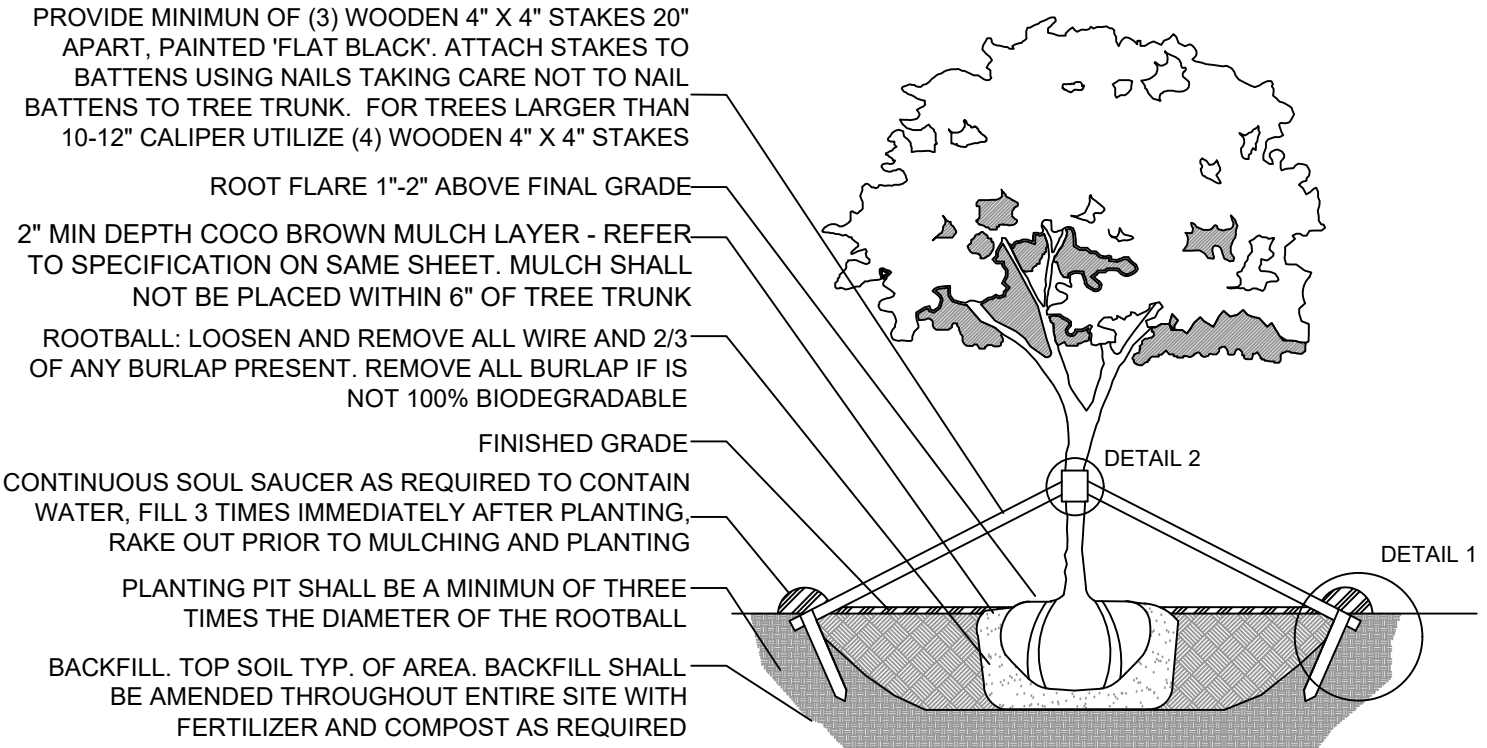 PROVIDE MINIMUN OF (3) WOODEN 4" X 4" STAKES 20"
APART, PAINTED 'FLAT BLACK'. ATTACH STAKES TO
BATTENS USING NAILS TAKING CARE NOT TO NAIL
BATTENS TO TREE TRUNK. FOR TREES LARGER THAN
10-12" CALIPER UTILIZE (4) WOODEN 4" X 4" STAKES
ROOT FLARE 1"-2" ABOVE FINAL GRADE
2" MIN DEPTH COCO BROWN MULCH LAYER - REFER
TO SPECIFICATION ON SAME SHEET. MULCH SHALL
NOT BE PLACED WITHIN 6" OF TREE TRUNK
ROOTBALL: LOOSEN AND REMOVE ALL WIRE AND 2/3
OF ANY BURLAP PRESENT. REMOVE ALL BURLAP IF IS
NOT 100% BIODEGRADABLE
FINISHED GRADE
CONTINUOUS SOUL SAUCER AS REQUIRED TO CONTAIN
WATER, FILL 3 TIMES IMMEDIATELY AFTER PLANTING,
RAKE OUT PRIOR TO MULCHING AND PLANTING
PLANTING PIT SHALL BE A MINIMUN OF THREE
TIMES THE DIAMETER OF THE ROOTBALL
BACKFILL. TOP SOIL TYP. OF AREA. BACKFILL SHALL
BE AMENDED THROUGHOUT ENTIRE SITE WITH
FERTILIZER AND COMPOST AS REQUIRED
DETAIL 2
DETAIL 1